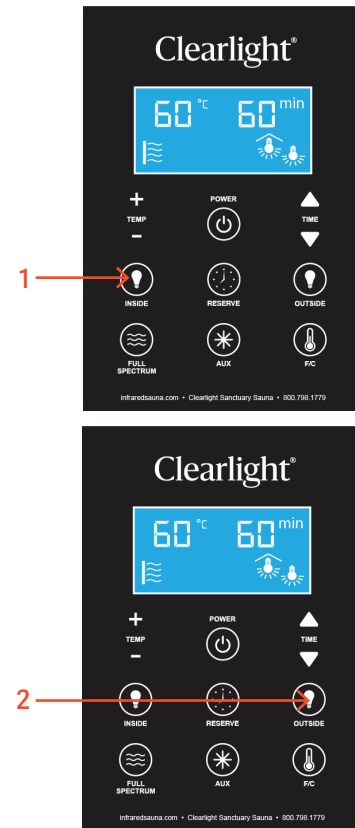 Clearlight®
60 °C 60 min
+ POWER
TEMP TIME
-
1
INSIDE RESERVE OUTSIDE
FULL SPECTRUM AUX F/C
infraredsauna.com • Clearlight Sanctuary Sauna • 800.798.1779
Clearlight®
60 °C 60 min
+ POWER
TEMP TIME
-
2
INSIDE RESERVE OUTSIDE
FULL SPECTRUM AUX F/C
infraredsauna.com • Clearlight Sanctuary Sauna • 800.798.1779